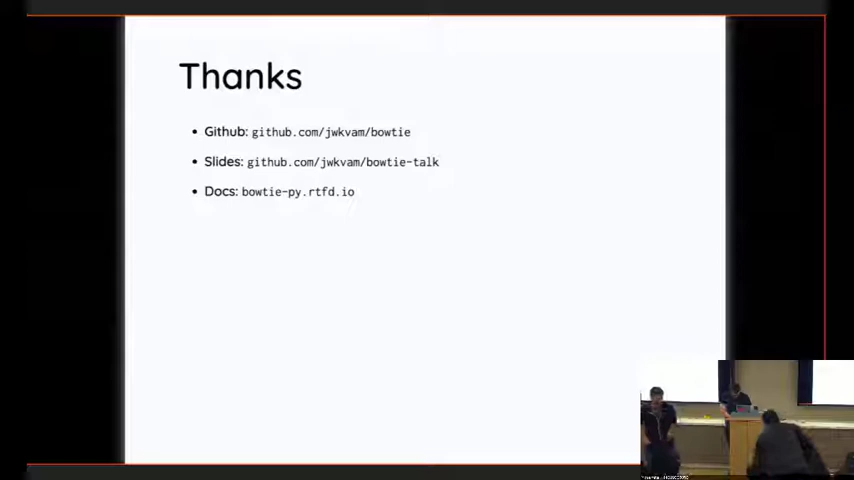 Thanks
• Github: github.com/jwkvam/bowtie
• Slides: github.com/jwkvam/bowtie-talk
• Docs: bowtie-py.rtfd.io